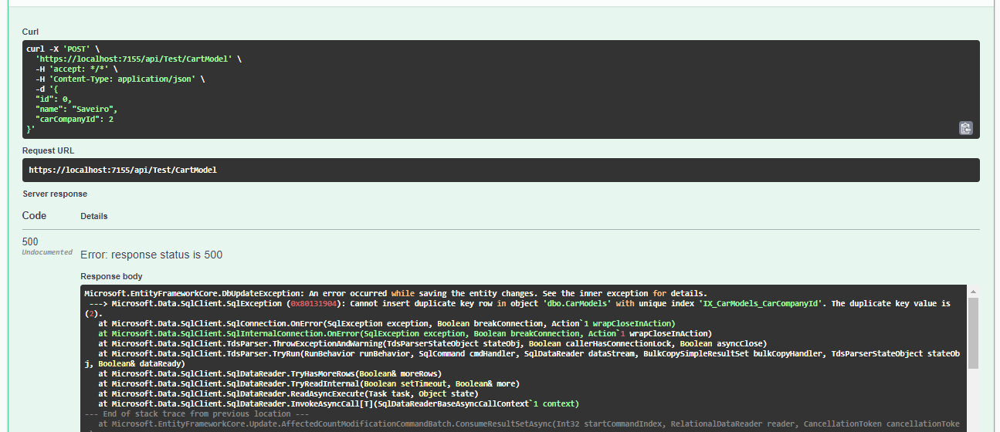 Curl
curl -X 'POST' \
'https://localhost:7155/api/Test/CartModel' \
-H 'accept: */*' \
-H 'Content-Type: application/json' \
-d '{
"id": 0,
"name": "Saveiro",
"carCompanyId": 2
}'
Request URL
https://localhost:7155/api/Test/CartModel
Server response
Code Details
500
Undocumented
Error: response status is 500
Response body
Microsoft.EntityFrameworkCore.DbUpdateException: An error occurred while saving the entity changes. See the inner exception for details.
---> Microsoft.Data.SqlClient.SqlException (0x80131904): Cannot insert duplicate key row in object 'dbo.CarModels' with unique index 'IX_CarModels_CarCompanyId'. The duplicate key value is
(2).
at Microsoft.Data.SqlClient.SqlConnection.OnError(SqlException exception, Boolean breakConnection, Action`1 wrapCloseInAction)
at Microsoft.Data.SqlClient.SqlInternalConnection.OnError(SqlException exception, Boolean breakConnection, Action`1 wrapCloseInAction)
at Microsoft.Data.SqlClient.TdsParser.ThrowExceptionAndWarning(TdsParserStateObject stateObj, Boolean callerHasConnectionLock, Boolean asyncClose)
at Microsoft.Data.SqlClient.TdsParser.TryRun(RunBehavior runBehavior, SqlCommand cmdHandler, SqlDataReader dataStream, BulkCopySimpleResultSet bulkCopyHandler, TdsParserStateObject stateOb
j, Boolean& dataReady)
at Microsoft.Data.SqlClient.SqlDataReader.TryHasMoreRows(Boolean& moreRows)
at Microsoft.Data.SqlClient.SqlDataReader.TryReadInternal(Boolean setTimeout, Boolean& more)
at Microsoft.Data.SqlClient.SqlDataReader.ReadAsyncExecute(Task task, Object state)
at Microsoft.Data.SqlClient.SqlDataReader.InvokeAsyncCall[T](SqlDataReaderBaseAsyncCallContext`1 context)
--- End of stack trace from previous location ---
at Microsoft.EntityFrameworkCore.Update.AffectedCountModificationCommandBatch.ConsumeResultSetAsync(Int32 startCommandIndex, RelationalDataReader reader, CancellationToken cancellationToke